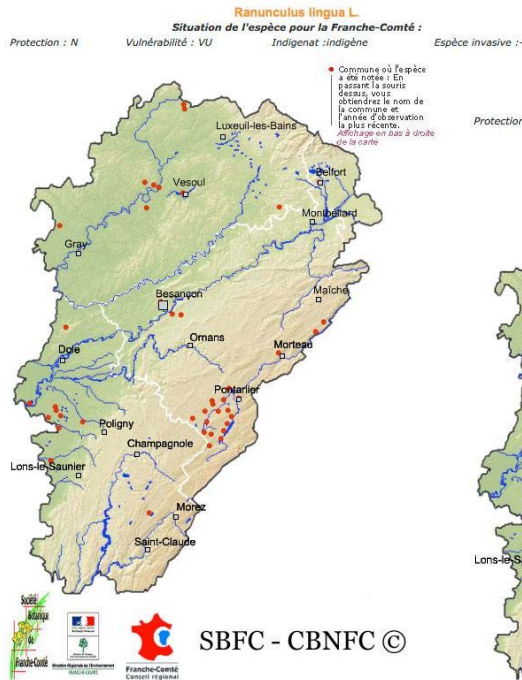 Ranunculus lingua L.
Situation de l'espèce pour la Franche-Comté :
Protection : N Vulnérabilité : VU Indigenat :indigène Espèce invasive :-
Commune où l'espèce
a été notée : En
passant la souris
dessus, vous
obtiendrez le nom de
la commune et
l'année d'observation
la plus récente.
Affichage en bas à droite
de la carte
Protection
Luxeuil-les-Bains
Belfort
Vesoul
Montbéliard
Gray
Maîche
Besançon
Ornans
Dole
Morteau
Pontarlier
Poligny
Champagnole
Lons-le-Saunier
Morez
Saint-Claude
Lons-le-S
Société
Botanique
de
Franche-Comté
FRANCHE-COMTÉ
Franche-Comté
Conseil régional
SBFC - CBNFC ©